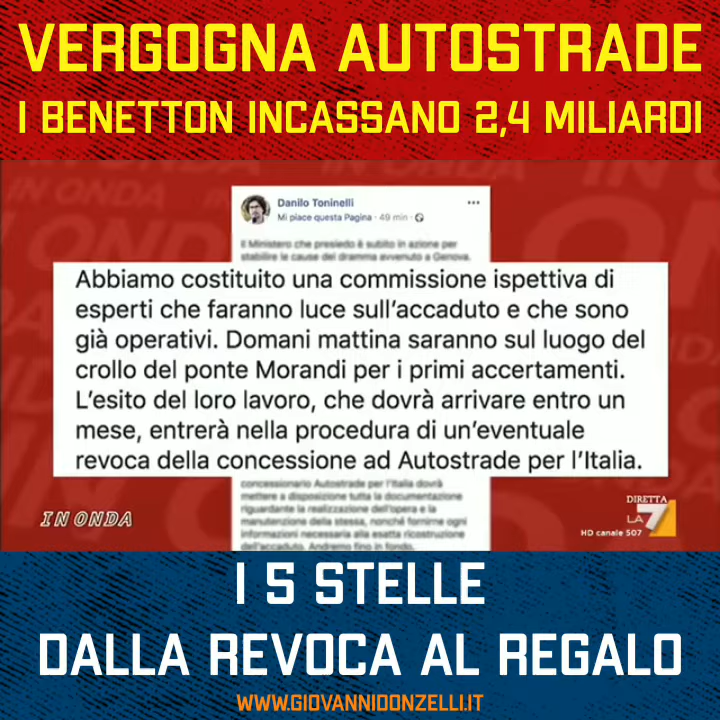 VERGOGNA AUTOSTRADE
I BENETTON INCASSANO 2,4 MILIARDI
IN ONDA
Danilo Toninelli
Mi piace questa Pagina · 49 min ·
Il Ministero che presiedo è subito in azione per
stabilire le cause del dramma avvenuto a Genova.
Abbiamo costituito una commissione ispettiva di
esperti che faranno luce sull'accaduto e che sono
già operativi. Domani mattina saranno sul luogo del
crollo del ponte Morandi per i primi accertamenti.
L'esito del loro lavoro, che dovrà arrivare entro un
mese, entrerà nella procedura di un'eventuale
revoca della concessione ad Autostrade per l'Italia.
concessionario Autostrade per l'Italia dovrà
mettere a disposizione tutta la documentazione
riguardante la realizzazione dell'opera e la
manutenzione della stessa, nonché fornirne ogni
informazioni necessaria alla esatta ricostruzione
dell'accaduto. Andremo fino in fondo.
IN ONDA
DIRETTA
LA7
HD canale 507
I 5 STELLE
DALLA REVOCA AL REGALO
WWW.GIOVANNIDONZELLI.IT